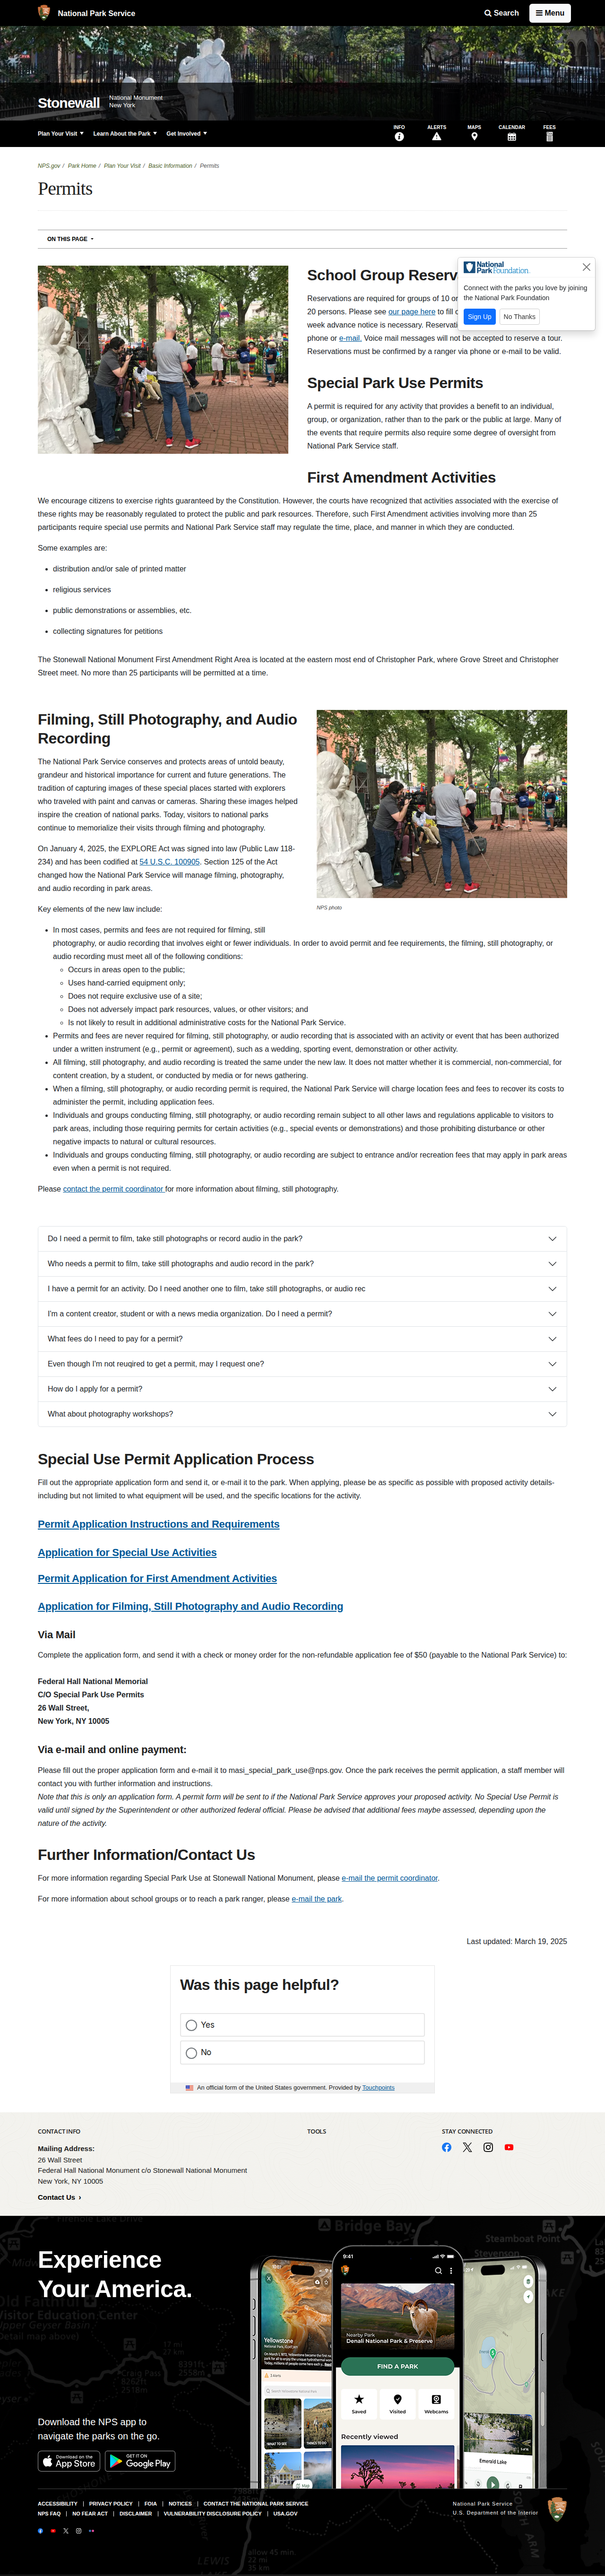 National Park Service
Search
Menu
Stonewall
National Monument
New York
Plan Your Visit
Learn About the Park
Get Involved
INFO
ALERTS
MAPS
CALENDAR
FEES
NPS.gov / Park Home / Plan Your Visit / Basic Information / Permits
Permits
ON THIS PAGE
National
Park Foundation
Connect with the parks you love by joining
the National Park Foundation
Sign Up
No Thanks
School Group Reserv
Reservations are required for groups of 10 or
20 persons. Please see our page here to fill
week advance notice is necessary. Reservati
phone or e-mail. Voice mail messages will not be accepted to reserve a tour.
Reservations must be confirmed by a ranger via phone or e-mail to be valid.
Special Park Use Permits
A permit is required for any activity that provides a benefit to an individual,
group, or organization, rather than to the park or the public at large. Many of
the events that require permits also require some degree of oversight from
National Park Service staff.
First Amendment Activities
We encourage citizens to exercise rights guaranteed by the Constitution. However, the courts have recognized that activities associated with the exercise of
these rights may be reasonably regulated to protect the public and park resources. Therefore, such First Amendment activities involving more than 25
participants require special use permits and National Park Service staff may regulate the time, place, and manner in which they are conducted.
Some examples are:
distribution and/or sale of printed matter
religious services
public demonstrations or assemblies, etc.
collecting signatures for petitions
The Stonewall National Monument First Amendment Right Area is located at the eastern most end of Christopher Park, where Grove Street and Christopher
Street meet. No more than 25 participants will be permitted at a time.
Filming, Still Photography, and Audio
Recording
The National Park Service conserves and protects areas of untold beauty,
grandeur and historical importance for current and future generations. The
tradition of capturing images of these special places started with explorers
who traveled with paint and canvas or cameras. Sharing these images helped
inspire the creation of national parks. Today, visitors to national parks
continue to memorialize their visits through filming and photography.
On January 4, 2025, the EXPLORE Act was signed into law (Public Law 118-
234) and has been codified at 54 U.S.C. 100905. Section 125 of the Act
changed how the National Park Service will manage filming, photography,
and audio recording in park areas.
NPS photo
Key elements of the new law include:
In most cases, permits and fees are not required for filming, still
photography, or audio recording that involves eight or fewer individuals. In order to avoid permit and fee requirements, the filming, still photography, or
audio recording must meet all of the following conditions:
Occurs in areas open to the public;
Uses hand-carried equipment only;
Does not require exclusive use of a site;
Does not adversely impact park resources, values, or other visitors; and
Is not likely to result in additional administrative costs for the National Park Service.
Permits and fees are never required for filming, still photography, or audio recording that is associated with an activity or event that has been authorized
under a written instrument (e.g., permit or agreement), such as a wedding, sporting event, demonstration or other activity.
All filming, still photography, and audio recording is treated the same under the new law. It does not matter whether it is commercial, non-commercial, for
content creation, by a student, or conducted by media or for news gathering.
When a filming, still photography, or audio recording permit is required, the National Park Service will charge location fees and fees to recover its costs to
administer the permit, including application fees.
Individuals and groups conducting filming, still photography, or audio recording remain subject to all other laws and regulations applicable to visitors to
park areas, including those requiring permits for certain activities (e.g., special events or demonstrations) and those prohibiting disturbance or other
negative impacts to natural or cultural resources.
Individuals and groups conducting filming, still photography, or audio recording are subject to entrance and/or recreation fees that may apply in park areas
even when a permit is not required.
Please contact the permit coordinator for more information about filming, still photography.
Do I need a permit to film, take still photographs or record audio in the park?
Who needs a permit to film, take still photographs and audio record in the park?
I have a permit for an activity. Do I need another one to film, take still photographs, or audio rec
I'm a content creator, student or with a news media organization. Do I need a permit?
What fees do I need to pay for a permit?
Even though I'm not reuqired to get a permit, may I request one?
How do I apply for a permit?
What about photography workshops?
Special Use Permit Application Process
Fill out the appropriate application form and send it, or e-mail it to the park. When applying, please be as specific as possible with proposed activity details-
including but not limited to what equipment will be used, and the specific locations for the activity.
Permit Application Instructions and Requirements
Application for Special Use Activities
Permit Application for First Amendment Activities
Application for Filming, Still Photography and Audio Recording
Via Mail
Complete the application form, and send it with a check or money order for the non-refundable application fee of $50 (payable to the National Park Service) to:
Federal Hall National Memorial
C/O Special Park Use Permits
26 Wall Street,
New York, NY 10005
Via e-mail and online payment:
Please fill out the proper application form and e-mail it to masi_special_park_use@nps.gov. Once the park receives the permit application, a staff member will
contact you with further information and instructions.
Note that this is only an application form. A permit form will be sent to if the National Park Service approves your proposed activity. No Special Use Permit is
valid until signed by the Superintendent or other authorized federal official. Please be advised that additional fees maybe assessed, depending upon the
nature of the activity.
Further Information/Contact Us
For more information regarding Special Park Use at Stonewall National Monument, please e-mail the permit coordinator.
For more information about school groups or to reach a park ranger, please e-mail the park.
Last updated: March 19, 2025
Was this page helpful?
Yes
No
An official form of the United States government. Provided by Touchpoints
CONTACT INFO
TOOLS
STAY CONNECTED
Mailing Address:
26 Wall Street
Federal Hall National Monument c/o Stonewall National Monument
New York, NY 10005
Contact Us
Experience
Your America.
9:41
Nearby Park
Denali National Park & Preserve
FIND A PARK
Saved
Visited
Webcams
Recently viewed
Yellowstone
Emerald Lake
Map
Download the NPS app to
navigate the parks on the go.
Download on the
App Store
GET IT ON
Google Play
ACCESSIBILITY
PRIVACY POLICY
FOIA
NOTICES
CONTACT THE NATIONAL PARK SERVICE
NPS FAQ
NO FEAR ACT
DISCLAIMER
VULNERABILITY DISCLOSURE POLICY
USA.GOV
National Park Service
U.S. Department of the Interior